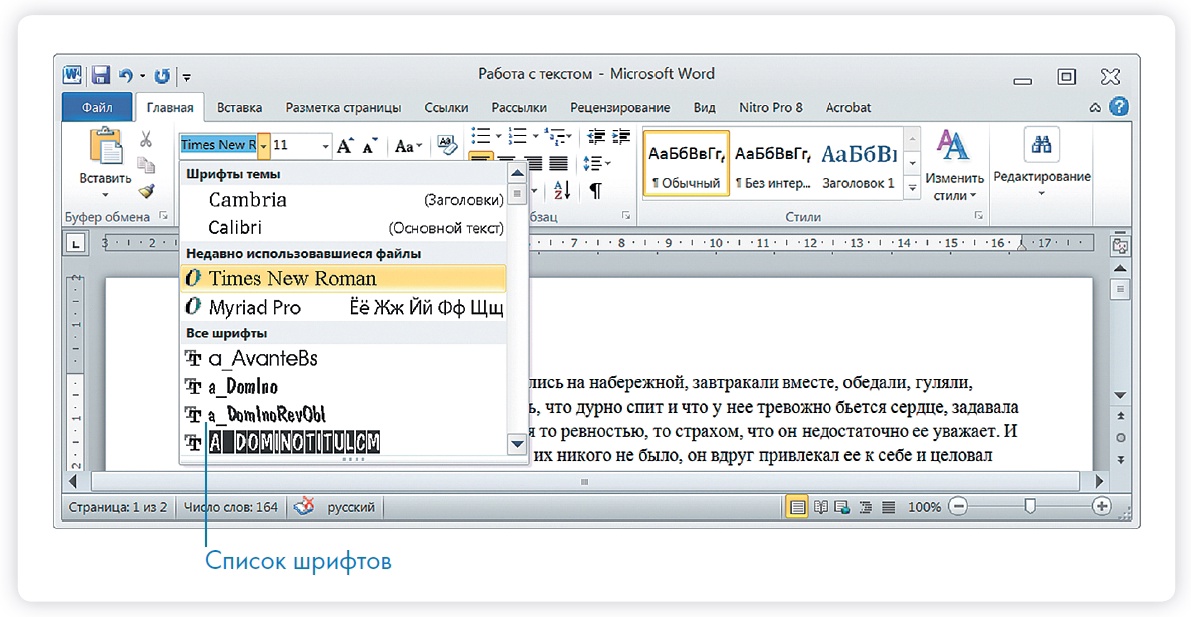 Работа с текстом - Microsoft Word
Файл Главная Вставка Разметка страницы Ссылки Рассылки Рецензирование Вид Nitro Pro 8 Acrobat
Times New R 11 Aa
Вставить
Буфер обмена
АаБбВвГг, АаБбВвГг, АаБбВı
¶ Обычный ¶ Без интер... Заголовок 1
Изменить стили
Редактирование
бзац Стили
Шрифты темы
Cambria (Заголовки)
Calibri (Основной текст)
Недавно использовавшиеся файлы
Times New Roman
Myriad Pro Ёё Жж Йй Фф Щщ
Все шрифты
a_AvanteBs
a_DomIno
a_DomInoRevObl
A_DOMINOTITULCM
3 2 7 8 9 10 11 12 13 14 15 16 17
2 1 1 2
лись на набережной, завтракали вместе, обедали, гуляли,
ь, что дурно спит и что у нее тревожно бьется сердце, задавала
я то ревностью, то страхом, что он недостаточно ее уважает. И
их никого не было, он вдруг привлекал ее к себе и целовал
Страница: 1 из 2 Число слов: 164 русский 100%
Список шрифтов